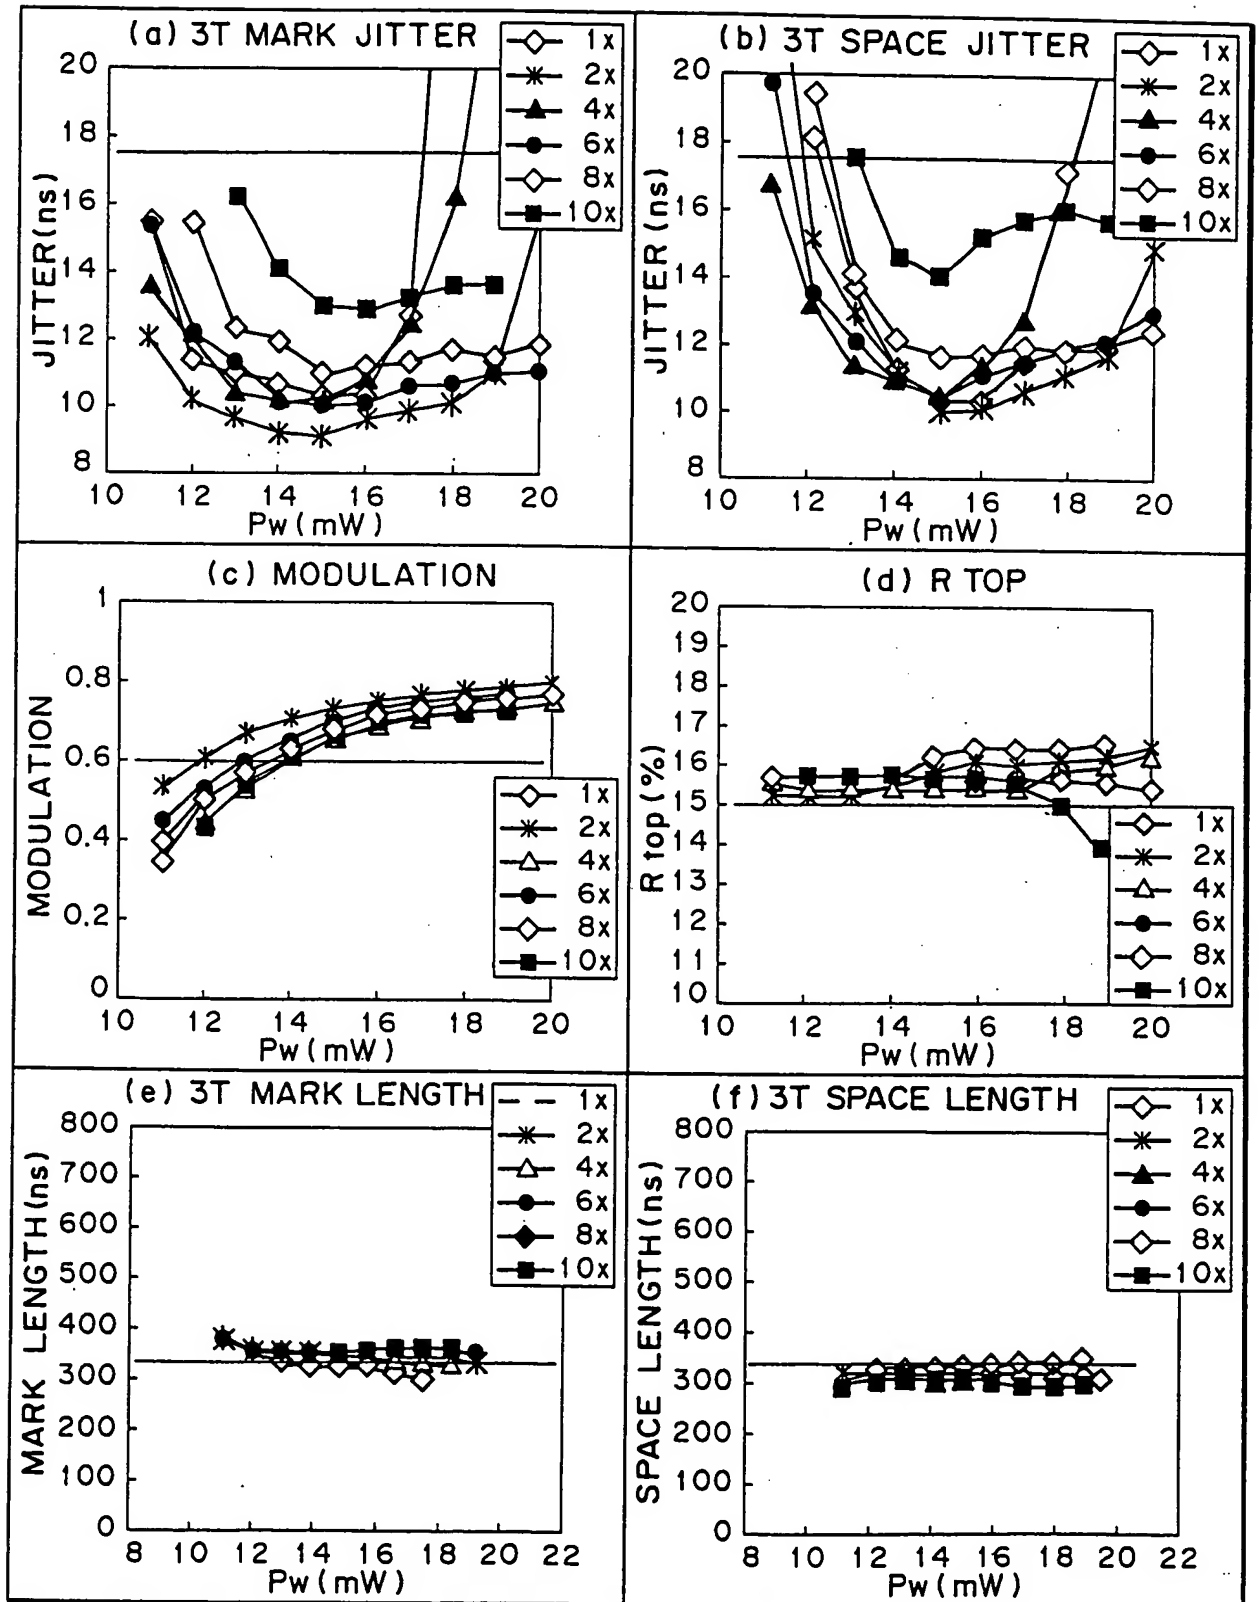 (a) 3T MARK JITTER
1x
2x
4x
6x
8x
10x
20
18
16
14
12
10
8
JITTER(ns)
10 12 14 16 18 20
Pw(mW)
(b) 3T SPACE JITTER
1x
2x
4x
6x
8x
10x
20
18
16
14
12
10
8
JITTER(ns)
10 12 14 16 18 20
Pw(mW)
(c) MODULATION
1
0.8
0.6
0.4
0.2
0
MODULATION
1x
2x
4x
6x
8x
10x
10 12 14 16 18 20
Pw(mW)
(d) R TOP
20
19
18
17
16
15
14
13
12
11
10
R top(%)
1x
2x
4x
6x
8x
10x
10 12 14 16 18 20
Pw(mW)
(e) 3T MARK LENGTH
1x
2x
4x
6x
8x
10x
800
700
600
500
400
300
200
100
0
MARK LENGTH(ns)
8 10 12 14 16 18 20 22
Pw(mW)
(f) 3T SPACE LENGTH
1x
2x
4x
6x
8x
10x
800
700
600
500
400
300
200
100
0
SPACE LENGTH(ns)
8 10 12 14 16 18 20 22
Pw(mW)